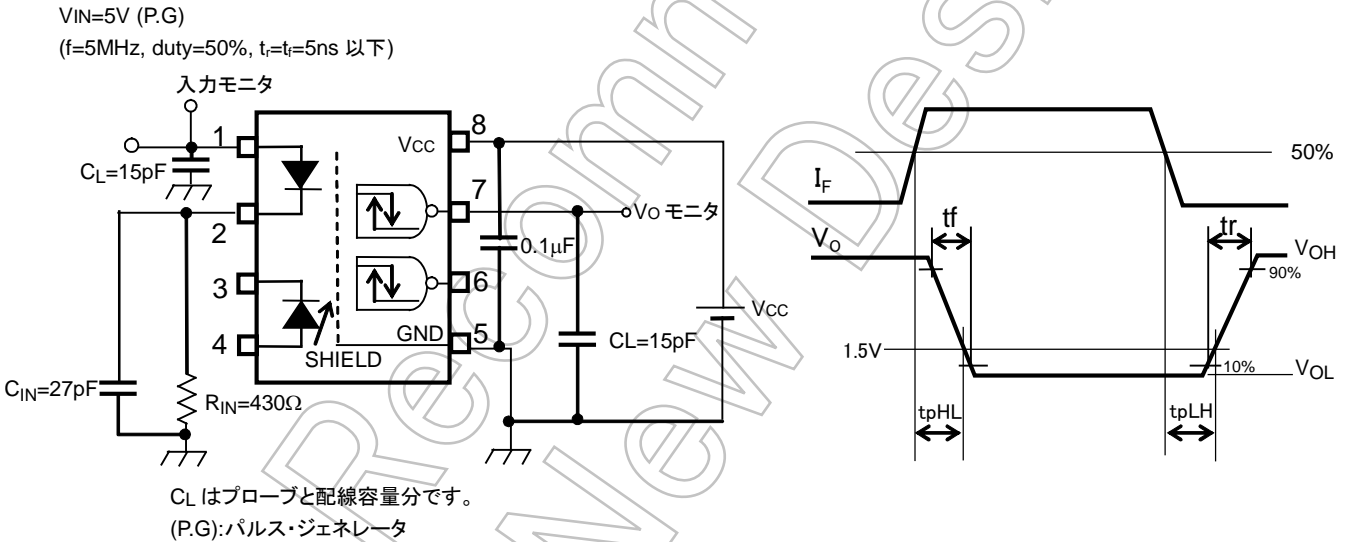 VIN=5V (P.G)
(f=5MHz, duty=50%, tr=tf=5ns 以下)
入力モニタ
1
CL=15pF
2
3
4
CIN=27pF
RIN=430Ω
SHIELD
VCC
GND
8
7
6
5
VO モニタ
0.1μF
VCC
CL=15pF
CL はプローブと配線容量分です。
(P.G):パルス・ジェネレータ
50%
IF
VO
tf
tr
VOH
90%
1.5V
10%
VOL
tpHL
tpLH
Recomm
New Des